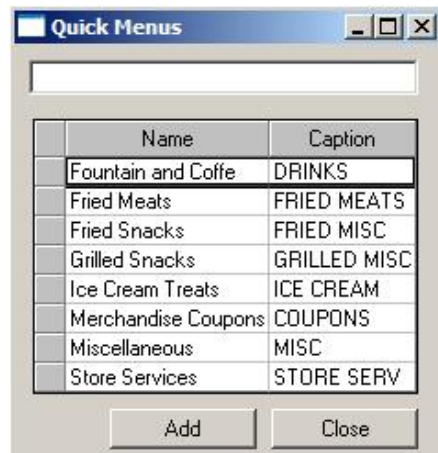 Quick Menus
Name Caption
Fountain and Coffe DRINKS
Fried Meats FRIED MEATS
Fried Snacks FRIED MISC
Grilled Snacks GRILLED MISC
Ice Cream Treats ICE CREAM
Merchandise Coupons COUPONS
Miscellaneous MISC
Store Services STORE SERV
Add Close